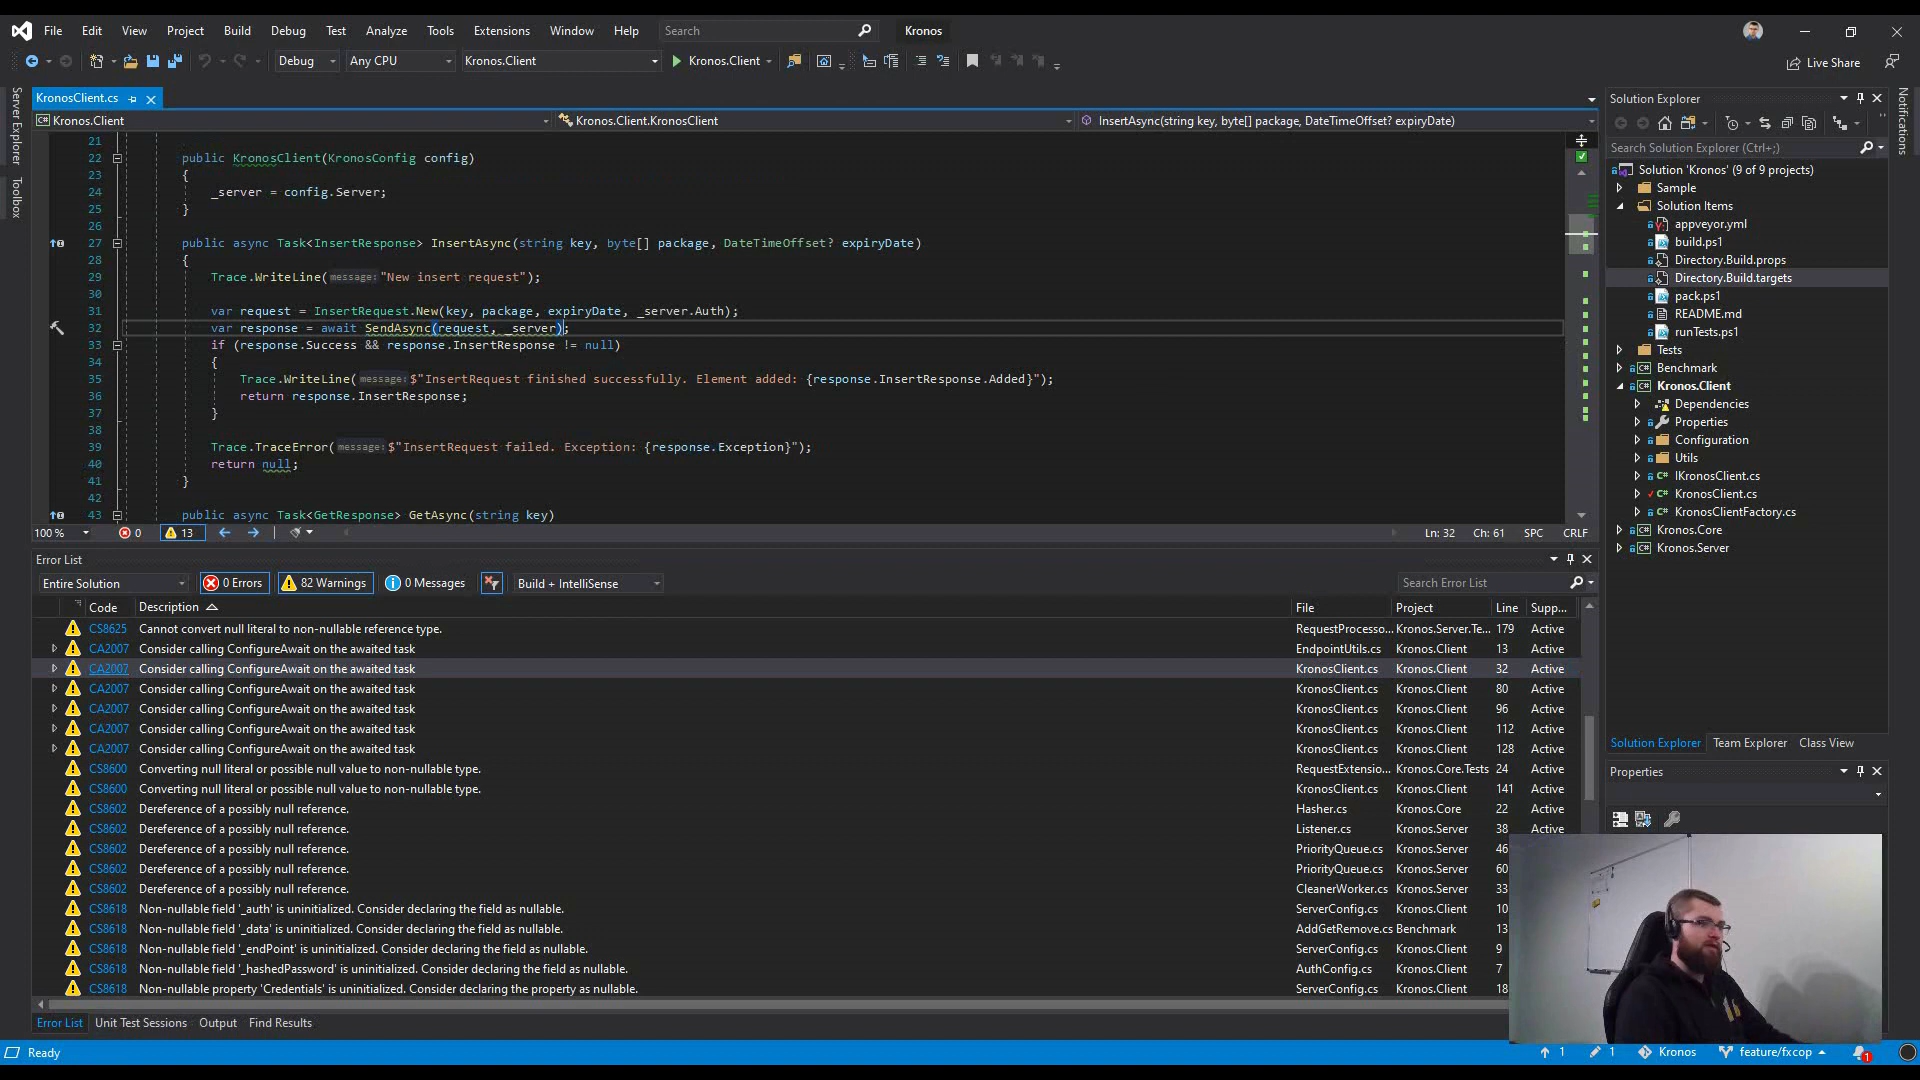 File Edit View Project Build Debug Test Analyze Tools Extensions Window Help Search Kronos
Debug Any CPU Kronos.Client Kronos.Client Live Share
Server Explorer
Toolbox
Notifications
KronosClient.cs
Kronos.Client Kronos.Client.KronosClient InsertAsync(string key, byte[] package, DateTimeOffset? expiryDate)
21
22 public KronosClient(KronosConfig config)
23 {
24 _server = config.Server;
25 }
26
27 public async Task<InsertResponse> InsertAsync(string key, byte[] package, DateTimeOffset? expiryDate)
28 {
29 Trace.WriteLine(message:"New insert request");
30
31 var request = InsertRequest.New(key, package, expiryDate, _server.Auth);
32 var response = await SendAsync(request, _server);
33 if (response.Success && response.InsertResponse != null)
34 {
35 Trace.WriteLine(message:$"InsertRequest finished successfully. Element added: {response.InsertResponse.Added}");
36 return response.InsertResponse;
37 }
38
39 Trace.TraceError(message:$"InsertRequest failed. Exception: {response.Exception}");
40 return null;
41 }
42
43 public async Task<GetResponse> GetAsync(string key)
100 % 0 13 Ln: 32 Ch: 61 SPC CRLF
Error List
Entire Solution 0 Errors 82 Warnings 0 Messages Build + IntelliSense Search Error List
Code Description File Project Line Supp...
CS8625 Cannot convert null literal to non-nullable reference type. RequestProcesso... Kronos.Server.Te... 179 Active
CA2007 Consider calling ConfigureAwait on the awaited task EndpointUtils.cs Kronos.Client 13 Active
CA2007 Consider calling ConfigureAwait on the awaited task KronosClient.cs Kronos.Client 32 Active
CA2007 Consider calling ConfigureAwait on the awaited task KronosClient.cs Kronos.Client 80 Active
CA2007 Consider calling ConfigureAwait on the awaited task KronosClient.cs Kronos.Client 96 Active
CA2007 Consider calling ConfigureAwait on the awaited task KronosClient.cs Kronos.Client 112 Active
CA2007 Consider calling ConfigureAwait on the awaited task KronosClient.cs Kronos.Client 128 Active
CS8600 Converting null literal or possible null value to non-nullable type. RequestExtensio... Kronos.Core.Tests 24 Active
CS8600 Converting null literal or possible null value to non-nullable type. KronosClient.cs Kronos.Client 141 Active
CS8602 Dereference of a possibly null reference. Hasher.cs Kronos.Core 22 Active
CS8602 Dereference of a possibly null reference. Listener.cs Kronos.Server 38 Active
CS8602 Dereference of a possibly null reference. PriorityQueue.cs Kronos.Server 46
CS8602 Dereference of a possibly null reference. PriorityQueue.cs Kronos.Server 60
CS8602 Dereference of a possibly null reference. CleanerWorker.cs Kronos.Server 33
CS8618 Non-nullable field '_auth' is uninitialized. Consider declaring the field as nullable. ServerConfig.cs Kronos.Client 10
CS8618 Non-nullable field '_data' is uninitialized. Consider declaring the field as nullable. AddGetRemove.cs Benchmark 13
CS8618 Non-nullable field '_endPoint' is uninitialized. Consider declaring the field as nullable. ServerConfig.cs Kronos.Client 9
CS8618 Non-nullable field '_hashedPassword' is uninitialized. Consider declaring the field as nullable. AuthConfig.cs Kronos.Client 7
CS8618 Non-nullable property 'Credentials' is uninitialized. Consider declaring the property as nullable. ServerConfig.cs Kronos.Client 18
Error List Unit Test Sessions Output Find Results
Solution Explorer
Search Solution Explorer (Ctrl+;)
Solution 'Kronos' (9 of 9 projects)
Sample
Solution Items
appveyor.yml
build.ps1
Directory.Build.props
Directory.Build.targets
pack.ps1
README.md
runTests.ps1
Tests
Benchmark
Kronos.Client
Dependencies
Properties
Configuration
Utils
IKronosClient.cs
KronosClient.cs
KronosClientFactory.cs
Kronos.Core
Kronos.Server
Solution Explorer Team Explorer Class View
Properties
Ready 1 1 Kronos feature/fxcop 1